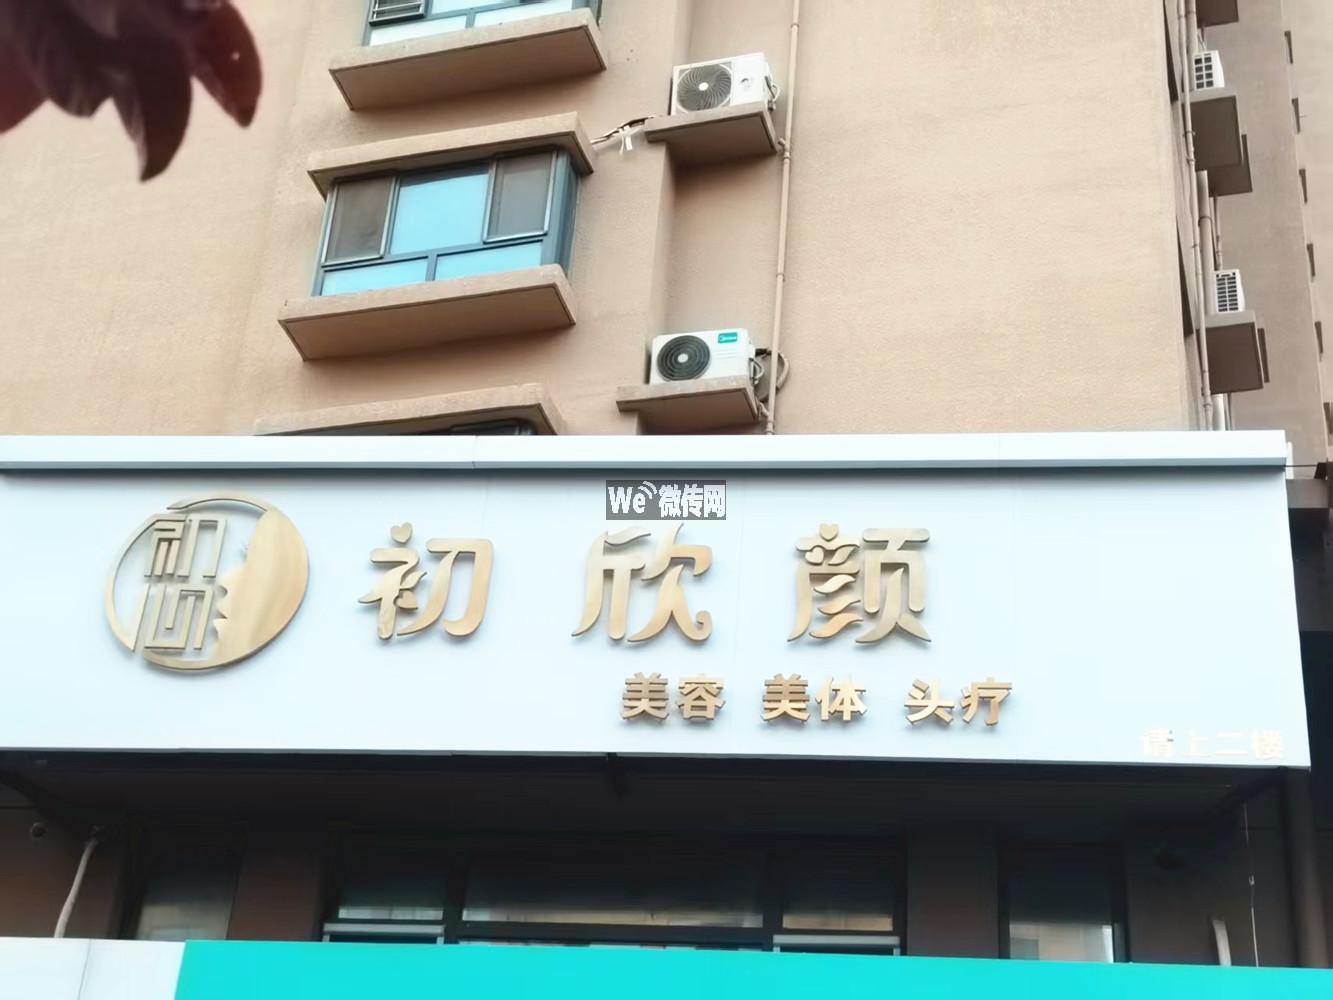 We微传网
初欣颜
美容 美体 头疗
请上二楼